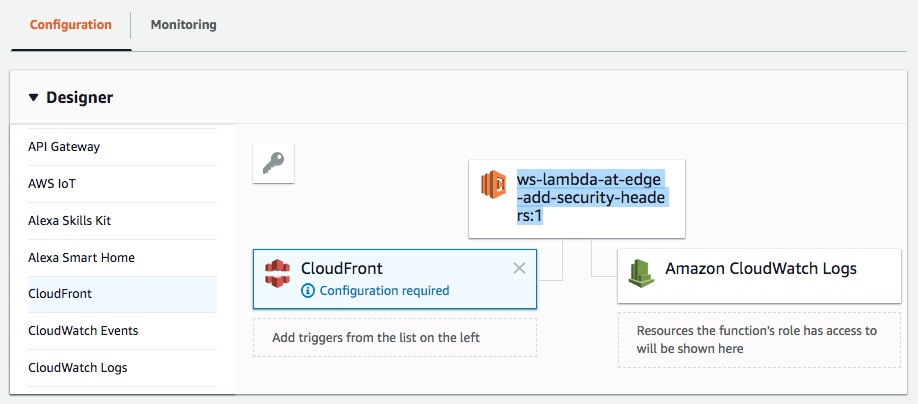 Configuration
Monitoring
Designer
API Gateway
AWS IoT
Alexa Skills Kit
Alexa Smart Home
CloudFront
CloudWatch Events
CloudWatch Logs
ws-lambda-at-edge
-add-security-heade
rs:1
CloudFront
Configuration required
Add triggers from the list on the left
Amazon CloudWatch Logs
Resources the function's role has access to
will be shown here